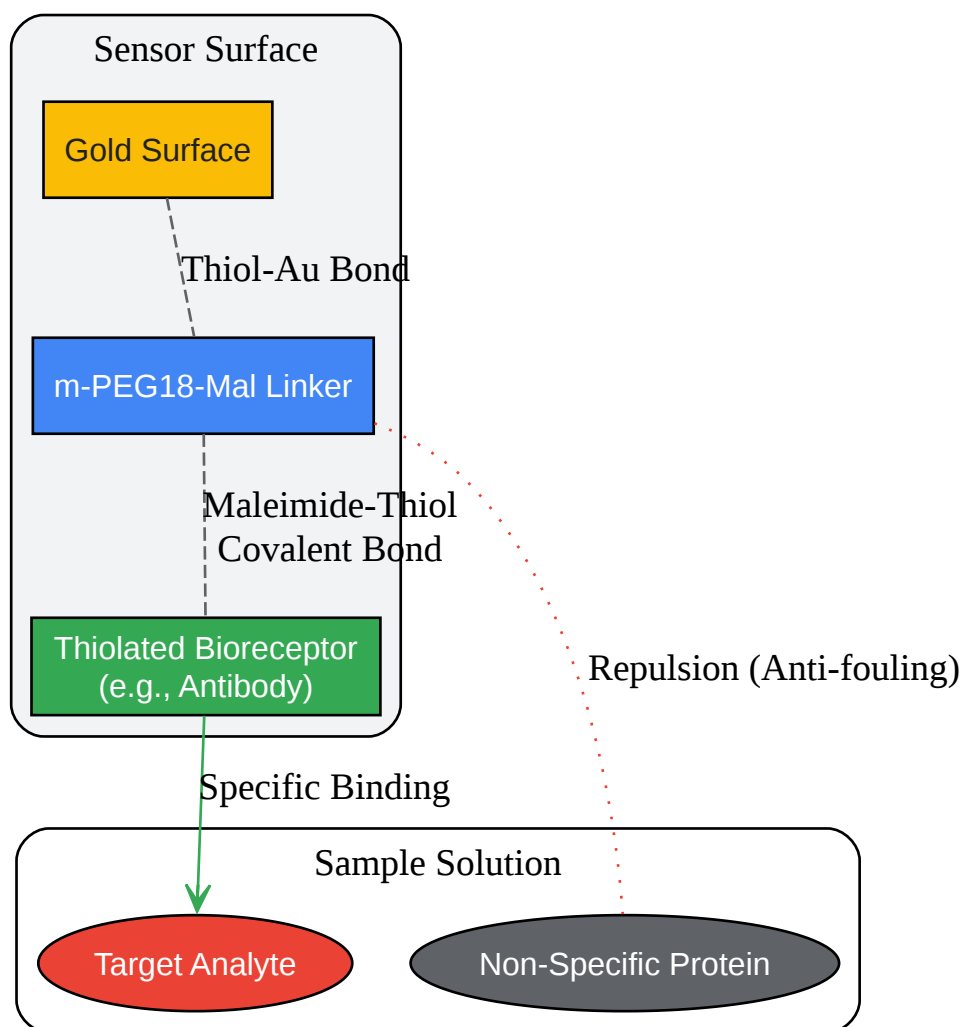 Sensor Surface
Gold Surface
Thiol-Au Bond
m-PEG18-Mal Linker
Maleimide-Thiol
Covalent Bond
Thiolated Bioreceptor
(e.g., Antibody)
Repulsion (Anti-fouling)
Specific Binding
Sample Solution
Target Analyte
Non-Specific Protein